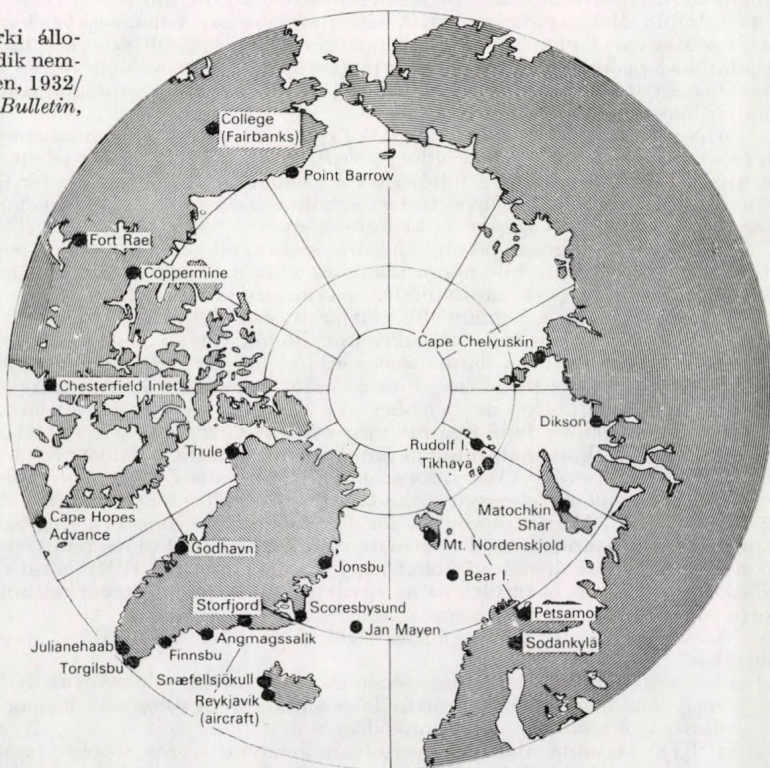 rki állo-
dik nem-
en, 1932/
Bulletin,
College
(Fairbanks)
Point Barrow
Fort Rae
Coppermine
Cape Chelyuskin
Chesterfield Inlet
Dikson
Rudolf I.
Tikhaya
Thule
Matochkin
Shar
Cape Hopes
Advance
Mt. Nordenskjold
Godhavn
Jonsbu
Bear I.
Storfjord
Scoresbysund
Petsamo
Jan Mayen
Angmagssalik
Sodankylä
Julianehaab
Finnsbu
Torgilsbu
Snæfellsjökull
Reykjavik
(aircraft)